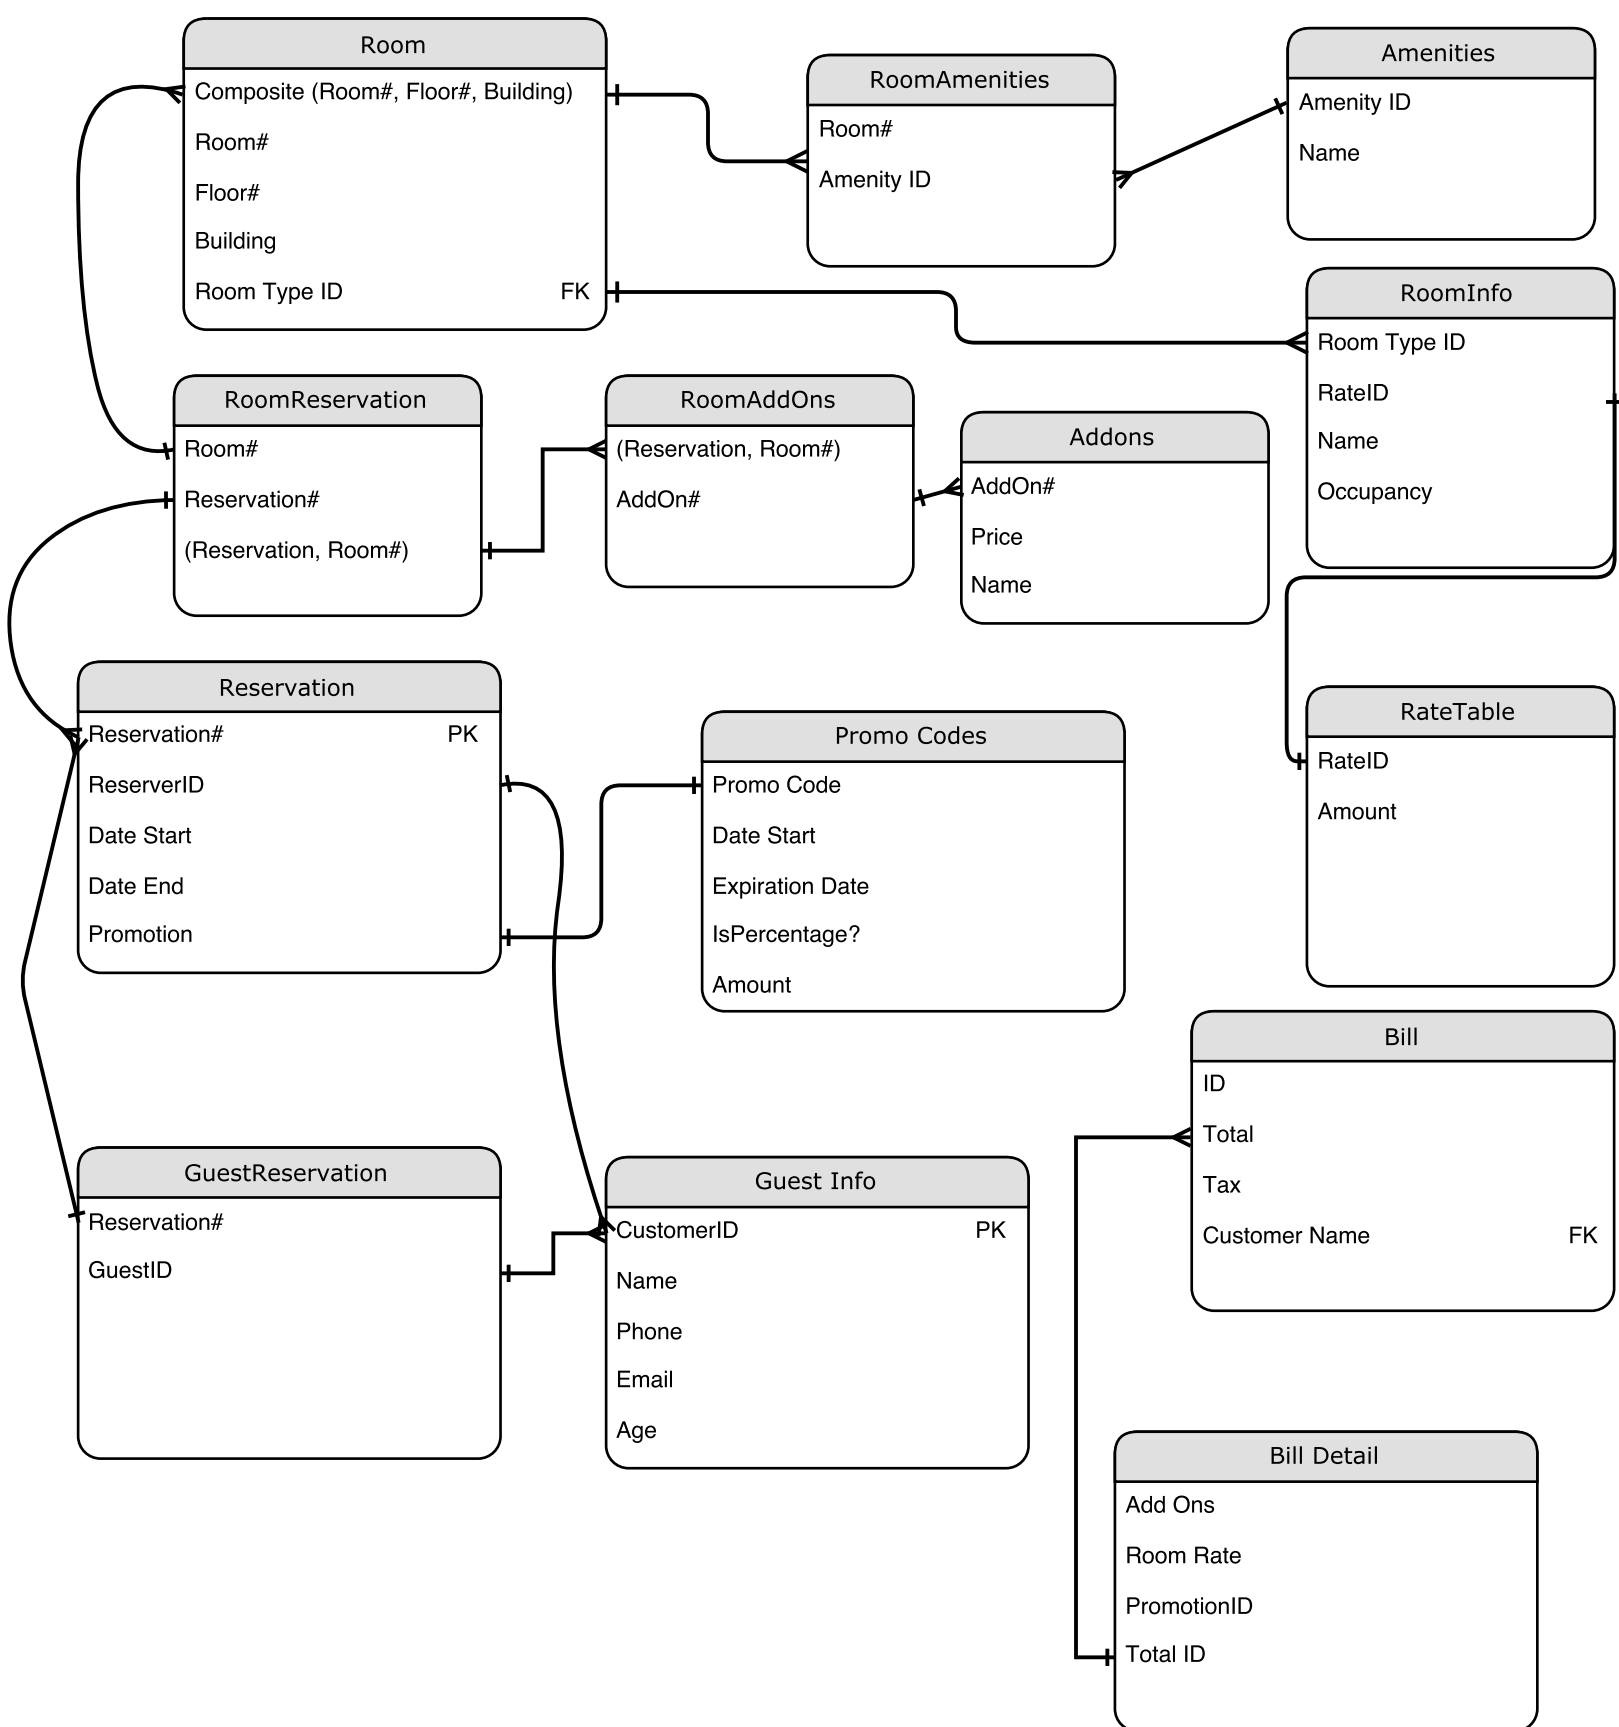 Room
Composite (Room#, Floor#, Building)
Room#
Floor#
Building
Room Type ID FK
RoomAmenities
Room#
Amenity ID
Amenities
Amenity ID
Name
RoomInfo
Room Type ID
RateID
Name
Occupancy
RoomReservation
Room#
Reservation#
(Reservation, Room#)
RoomAddOns
(Reservation, Room#)
AddOn#
Addons
AddOn#
Price
Name
Reservation
Reservation# PK
ReserverID
Date Start
Date End
Promotion
Promo Codes
Promo Code
Date Start
Expiration Date
IsPercentage?
Amount
RateTable
RateID
Amount
Bill
ID
Total
Tax
Customer Name FK
GuestReservation
Reservation#
GuestID
Guest Info
CustomerID PK
Name
Phone
Email
Age
Bill Detail
Add Ons
Room Rate
PromotionID
Total ID